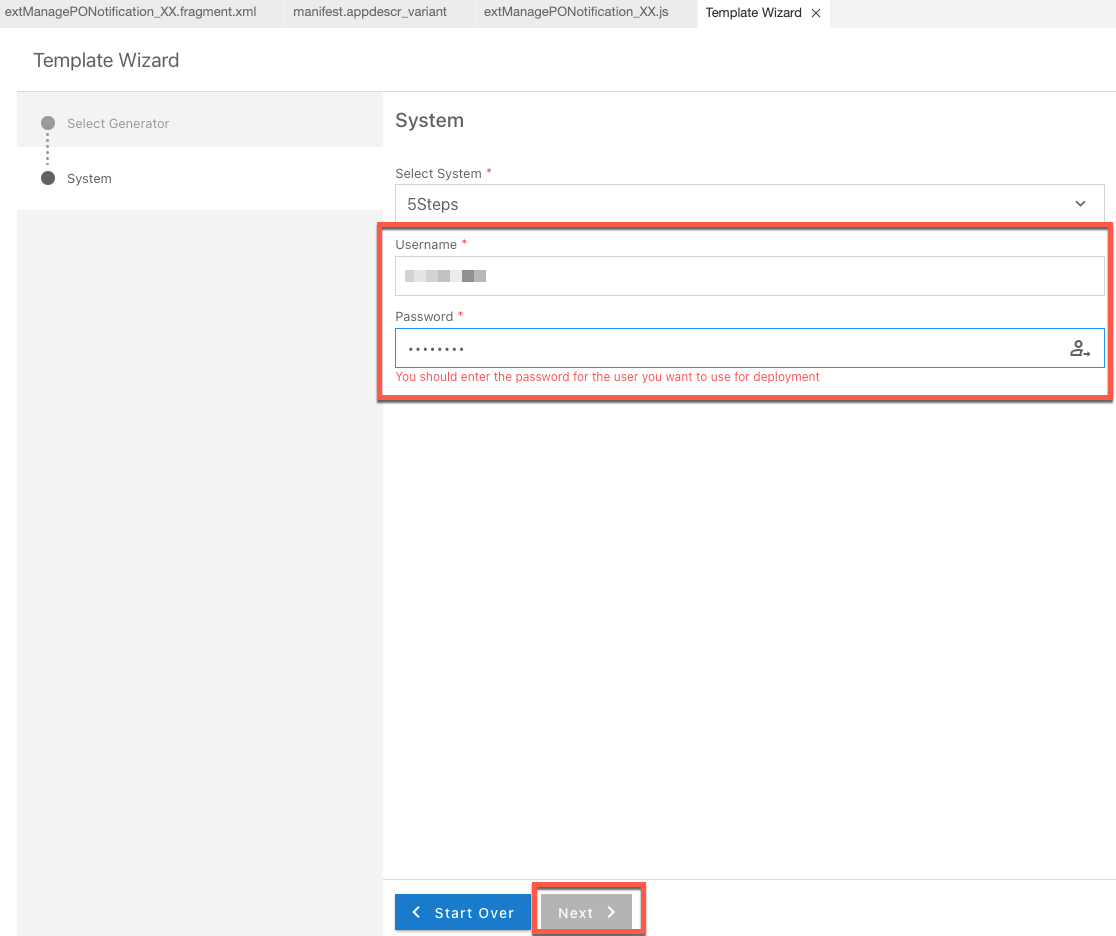 extManagePONotification_XX.fragment.xml manifest.appdescr_variant extManagePONotification_XX.js Template Wizard
Template Wizard
Select Generator
System
System
Select System *
5Steps
Username *
Password *
••••••••
You should enter the password for the user you want to use for deployment
Start Over Next